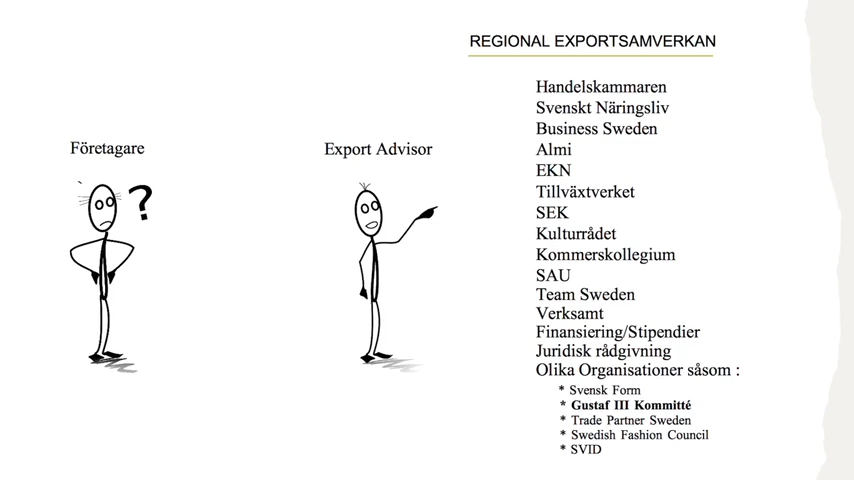 REGIONAL EXPORTSAMVERKAN
Företagare
?
Export Advisor
Handelskammaren
Svenskt Näringsliv
Business Sweden
Almi
EKN
Tillväxtverket
SEK
Kulturrådet
Kommerskollegium
SAU
Team Sweden
Verksamt
Finansiering/Stipendier
Juridisk rådgivning
Olika Organisationer såsom :
* Svensk Form
* Gustaf III Kommitté
* Trade Partner Sweden
* Swedish Fashion Council
* SVID